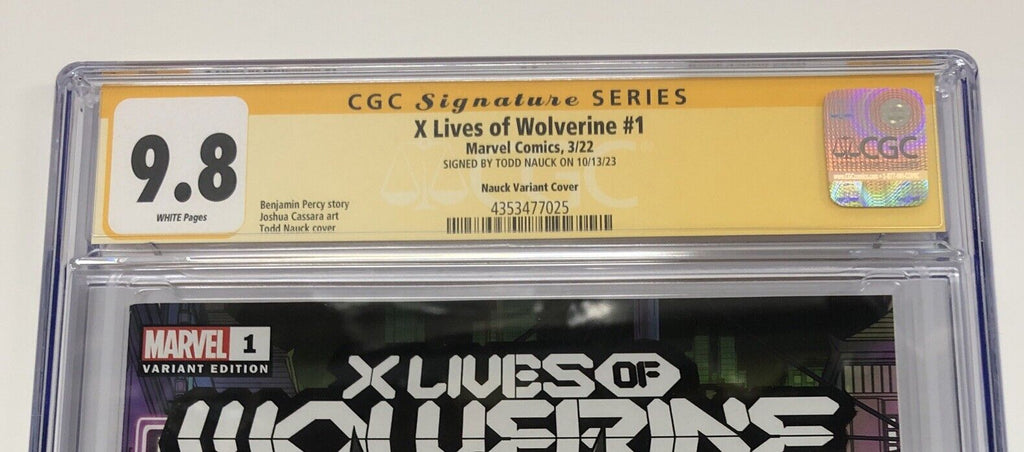 CGC Signature SERIES
X Lives of Wolverine #1
Marvel Comics, 3/22
SIGNED BY TODD NAUCK ON 10/13/23
Nauck Variant Cover
4353477025
9.8
WHITE Pages
Benjamin Percy story
Joshua Cassara art
Todd Nauck cover
CGC
CGC
MARVEL 1
VARIANT EDITION
X LIVES OF
WOLVERINE